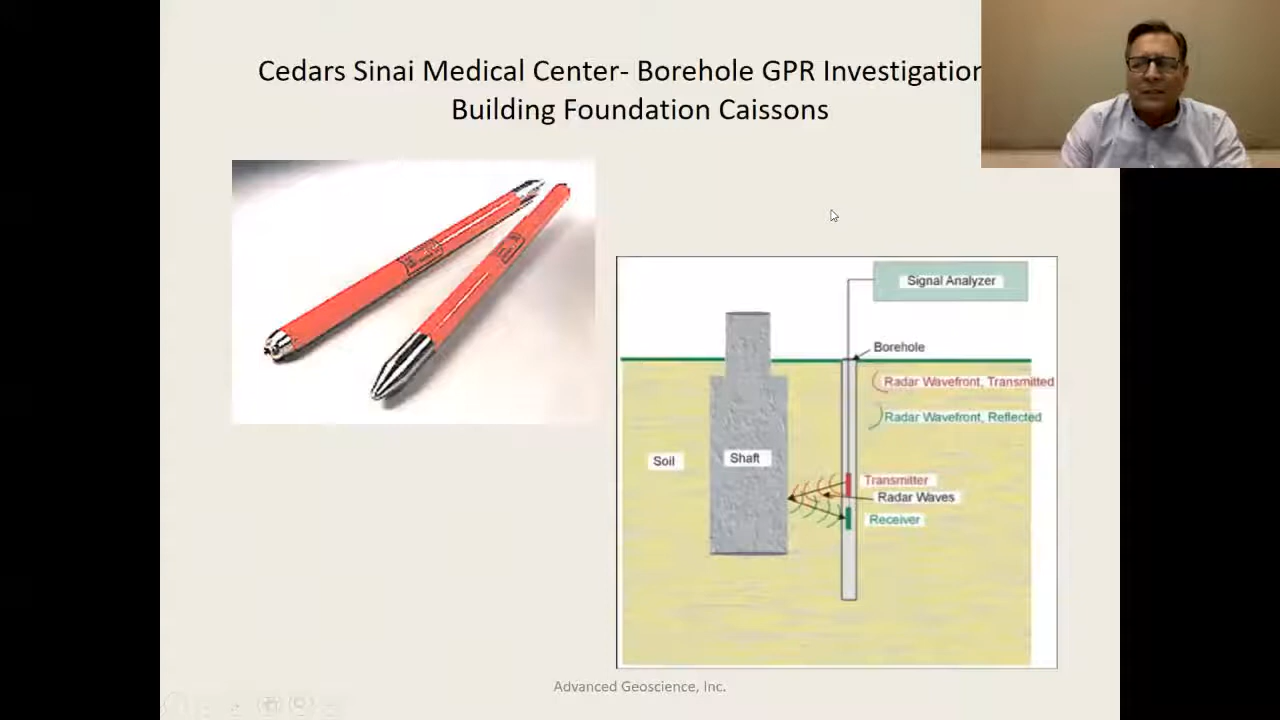 Cedars Sinai Medical Center- Borehole GPR Investigation
Building Foundation Caissons
Signal Analyzer
Borehole
Radar Wavefront, Transmitted
Radar Wavefront, Reflected
Soil
Shaft
Transmitter
Radar Waves
Receiver
Advanced Geoscience, Inc.